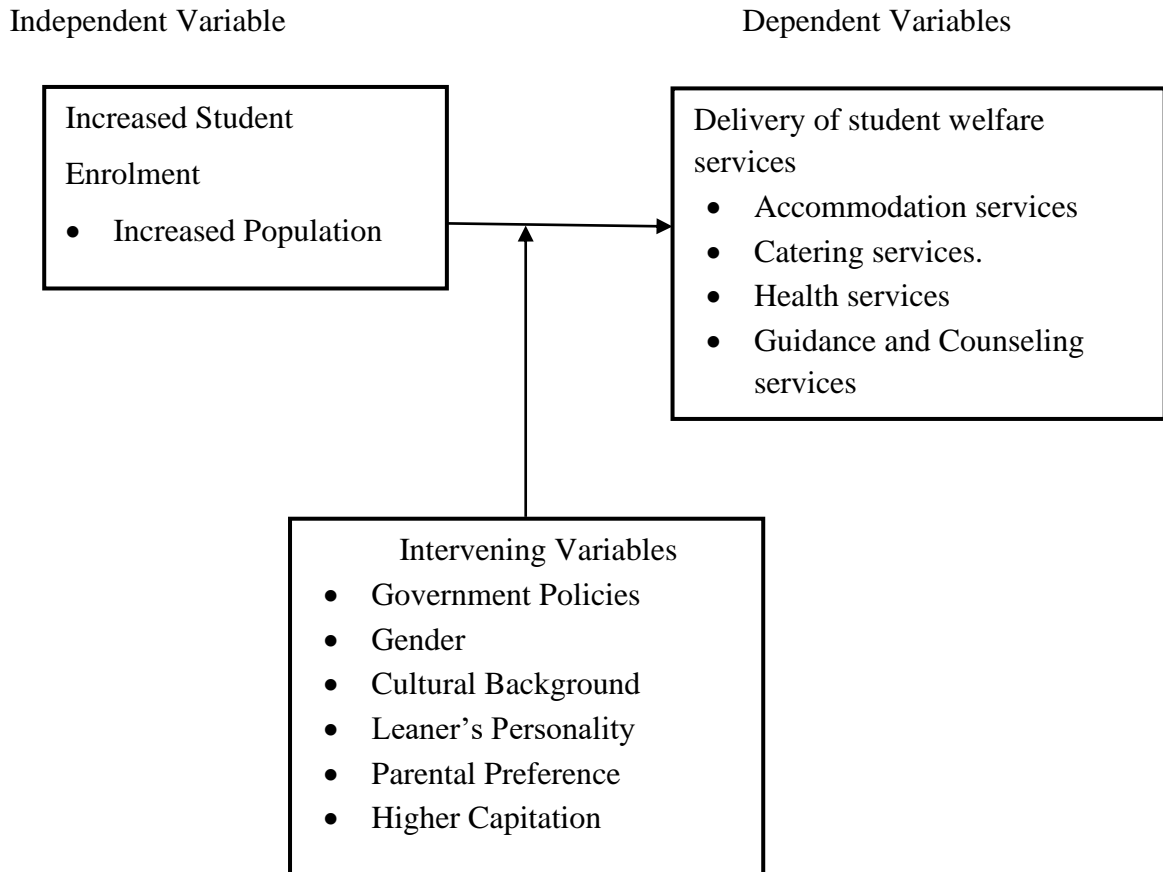 Independent Variable
Dependent Variables
Increased Student
Enrolment
• Increased Population
Delivery of student welfare
services
• Accommodation services
• Catering services.
• Health services
• Guidance and Counseling
services
Intervening Variables
• Government Policies
• Gender
• Cultural Background
• Leaner’s Personality
• Parental Preference
• Higher Capitation